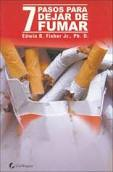 7 PASOS PARA
DEJAR DE
FUMAR
Edwin B. Fisher Jr., Ph. D.